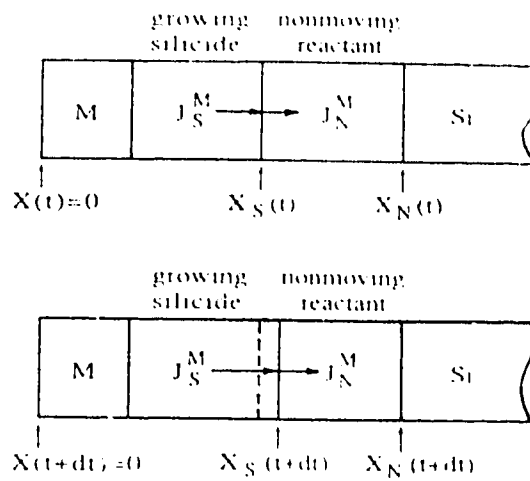 growing nonmoving
silicide reactant
M J_S^M J_N^M Si
X(t)=0 X_S(t) X_N(t)
growing nonmoving
silicide reactant
M J_S^M J_N^M Si
X(t+dt)=0 X_S(t+dt) X_N(t+dt)